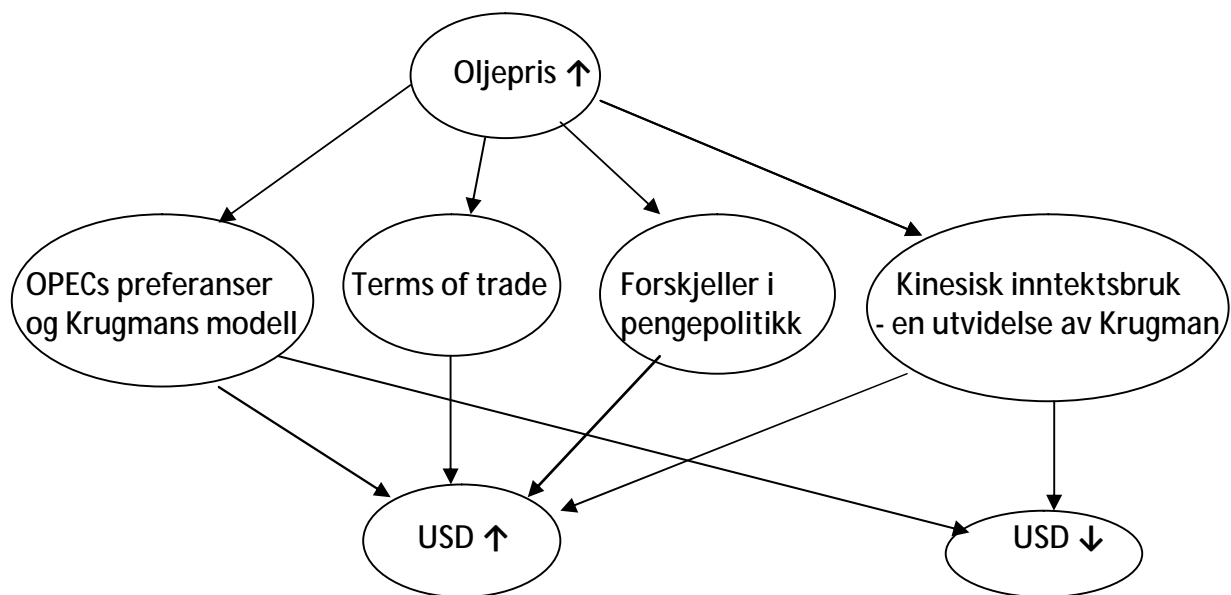 Oljepris ↑
OPECs preferanser
og Krugmans modell
Terms of trade
Forskjeller i
pengepolitikk
Kinesisk inntektsbruk
- en utvidelse av Krugman
USD ↑
USD ↓